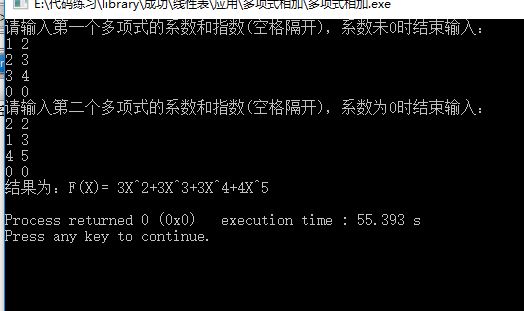 E:\代码练习\library\成功\线性表\应用\多项式相加\多项式相加.exe
请输入第一个多项式的系数和指数(空格隔开)，系数未0时结束输入：
1 2
2 3
3 4
0 0
请输入第二个多项式的系数和指数(空格隔开)，系数为0时结束输入：
2 2
1 3
4 5
0 0
结果为：F(X)= 3X^2+3X^3+3X^4+4X^5
Process returned 0 (0x0)   execution time : 55.393 s
Press any key to continue.